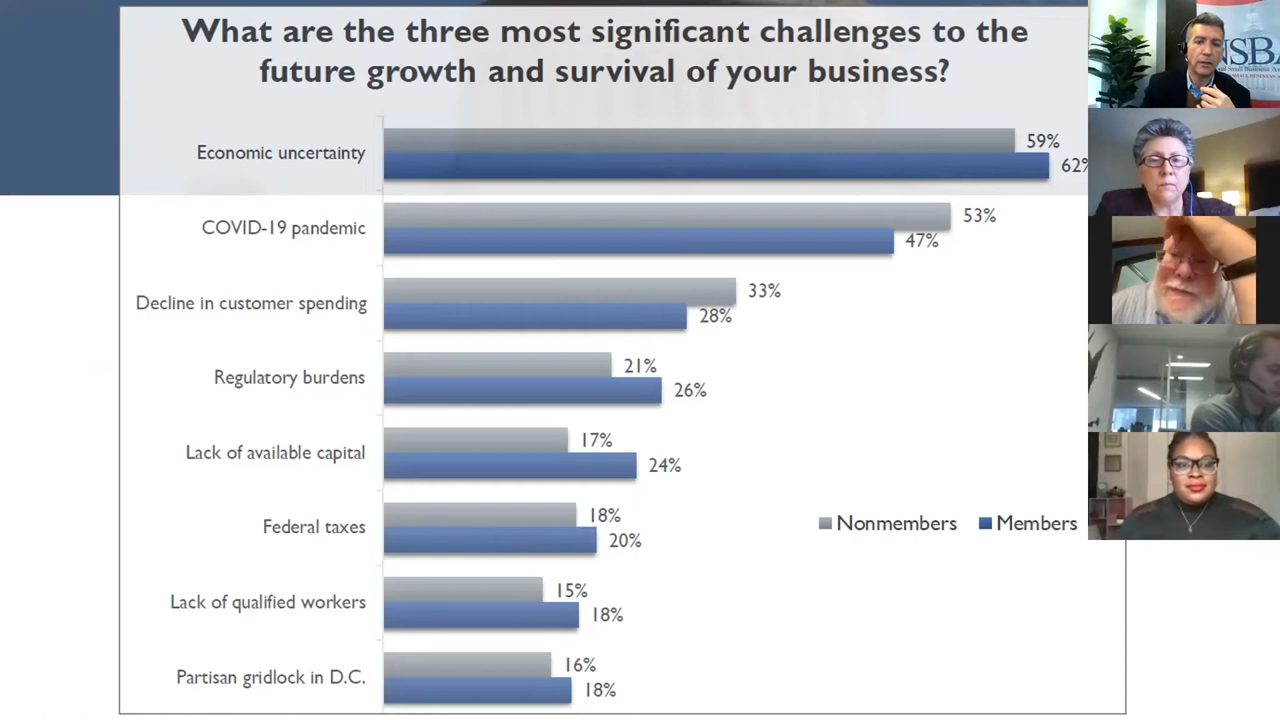 What are the three most significant challenges to the
future growth and survival of your business?
Economic uncertainty
59%
62%
COVID-19 pandemic
53%
47%
Decline in customer spending
33%
28%
Regulatory burdens
21%
26%
Lack of available capital
17%
24%
Federal taxes
18%
20%
Lack of qualified workers
15%
18%
Partisan gridlock in D.C.
16%
18%
Nonmembers
Members
NSBA